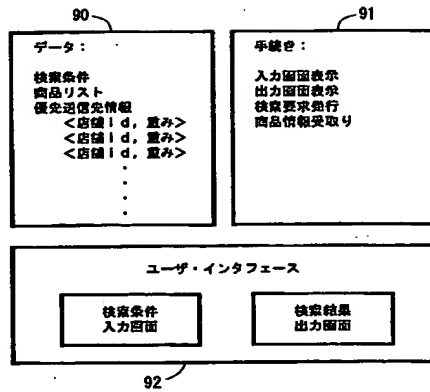 90
91
データ：
検索条件
商品リスト
優先送信先情報
<店舗ｉｄ，重み>
<店舗ｉｄ，重み>
<店舗ｉｄ，重み>
手続き：
入力画面表示
出力画面表示
検索要求発行
商品情報受取り
ユーザ・インタフェース
検索条件
入力画面
検索結果
出力画面
92